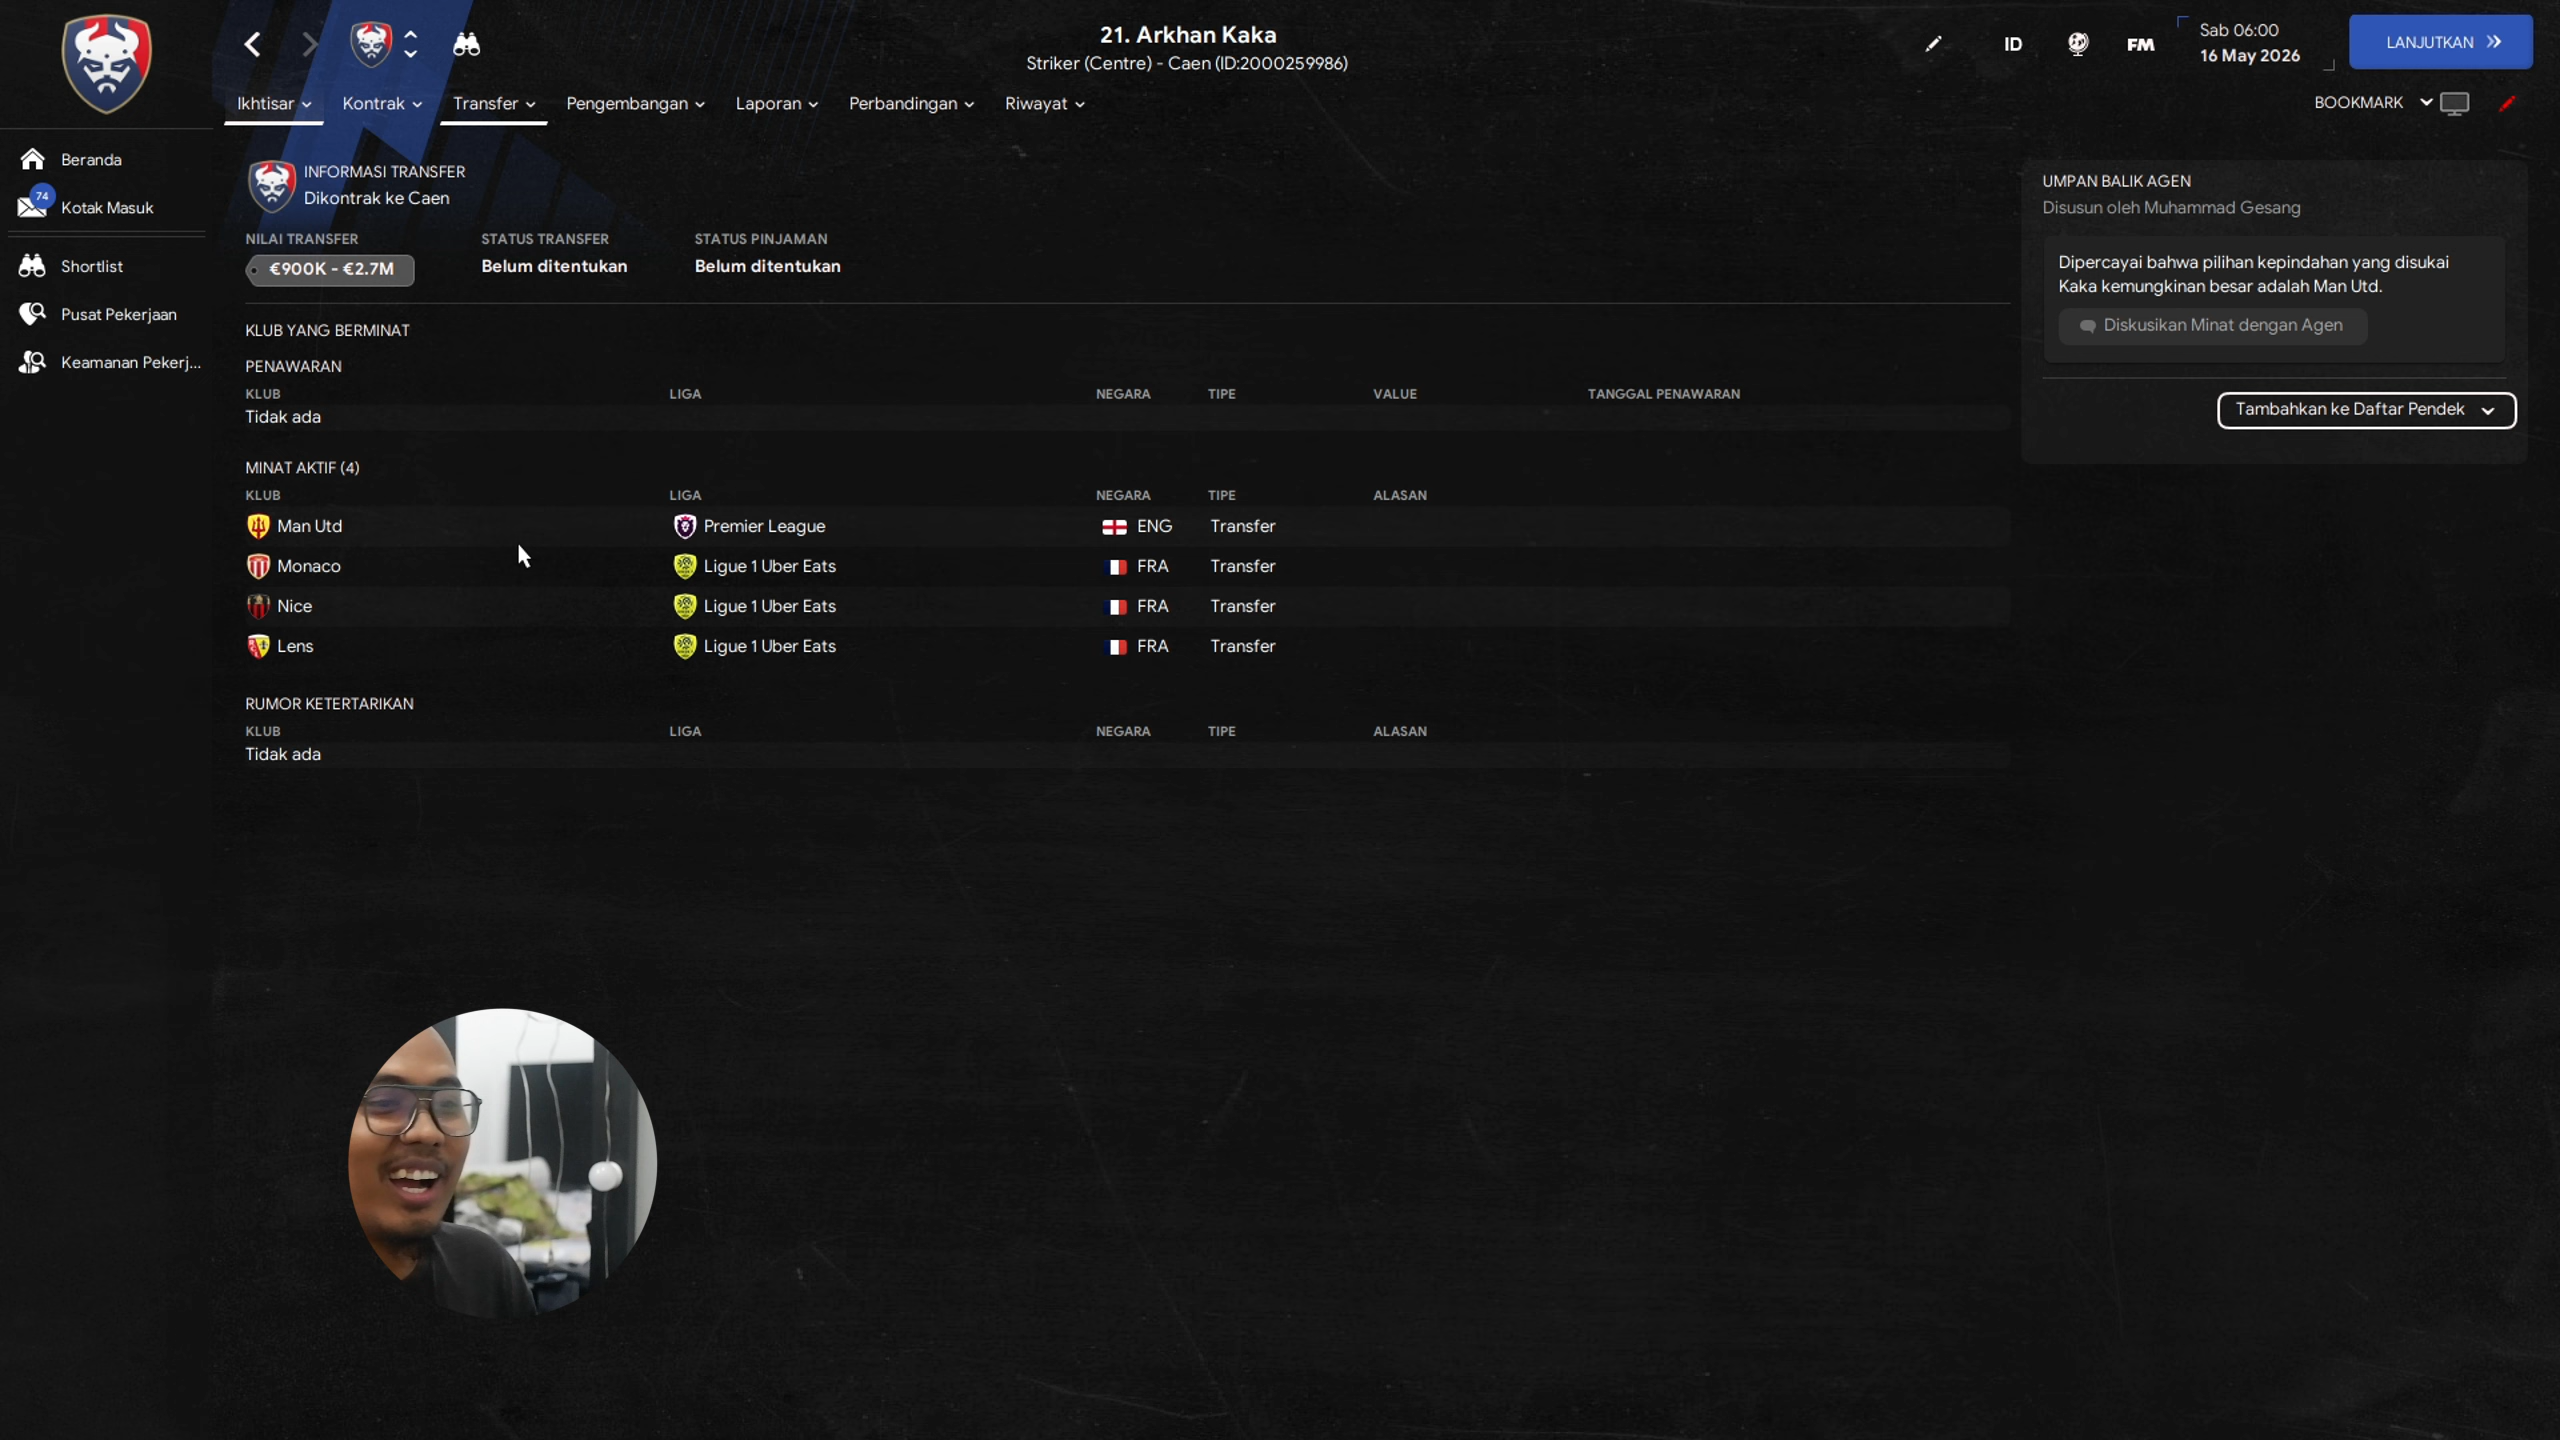 21. Arkhan Kaka
Striker (Centre) - Caen (ID:2000259986)
ID
FM
Sab 06:00
16 May 2026
LANJUTKAN
Ikhtisar
Kontrak
Transfer
Pengembangan
Laporan
Perbandingan
Riwayat
BOOKMARK
Beranda
74
Kotak Masuk
Shortlist
Pusat Pekerjaan
Keamanan Pekerj...
INFORMASI TRANSFER
Dikontrak ke Caen
NILAI TRANSFER STATUS TRANSFER STATUS PINJAMAN
€900K - €2.7M Belum ditentukan Belum ditentukan
KLUB YANG BERMINAT
PENAWARAN
KLUB LIGA NEGARA TIPE VALUE TANGGAL PENAWARAN
Tidak ada
MINAT AKTIF (4)
KLUB LIGA NEGARA TIPE ALASAN
Man Utd Premier League ENG Transfer
Monaco Ligue 1 Uber Eats FRA Transfer
Nice Ligue 1 Uber Eats FRA Transfer
Lens Ligue 1 Uber Eats FRA Transfer
RUMOR KETERTARIKAN
KLUB LIGA NEGARA TIPE ALASAN
Tidak ada
UMPAN BALIK AGEN
Disusun oleh Muhammad Gesang
Dipercayai bahwa pilihan kepindahan yang disukai
Kaka kemungkinan besar adalah Man Utd.
Diskusikan Minat dengan Agen
Tambahkan ke Daftar Pendek